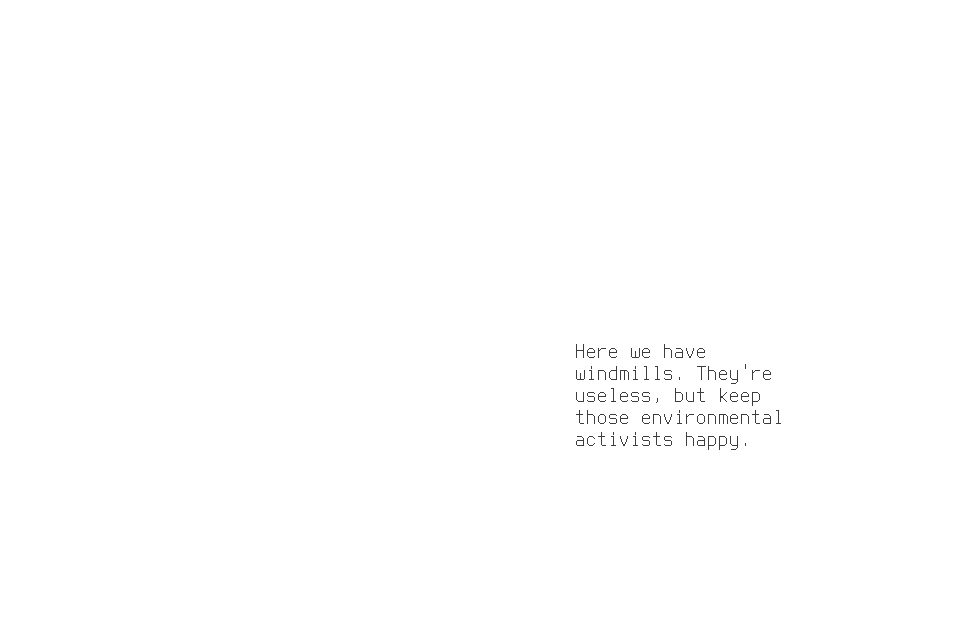 Here we have
windmills. They're
useless, but keep
those environmental
activists happy.